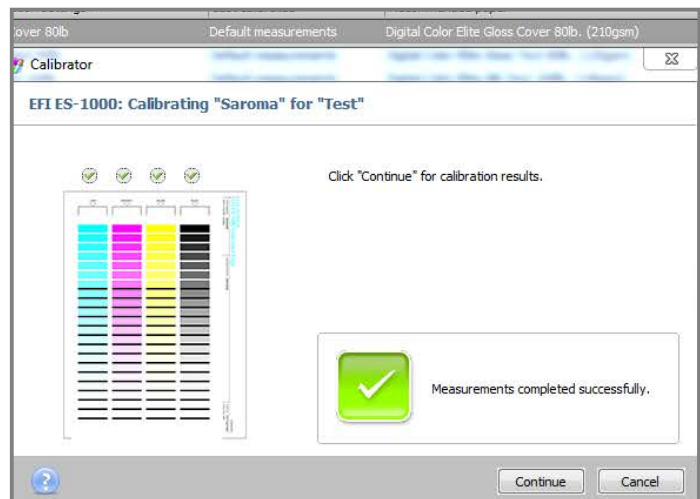 Cover 80lb Default measurements Digital Color Elite Gloss Cover 80lb. (210gsm)
Calibrator
EFI ES-1000: Calibrating "Saroma" for "Test"
Click "Continue" for calibration results.
Measurements completed successfully.
Continue Cancel